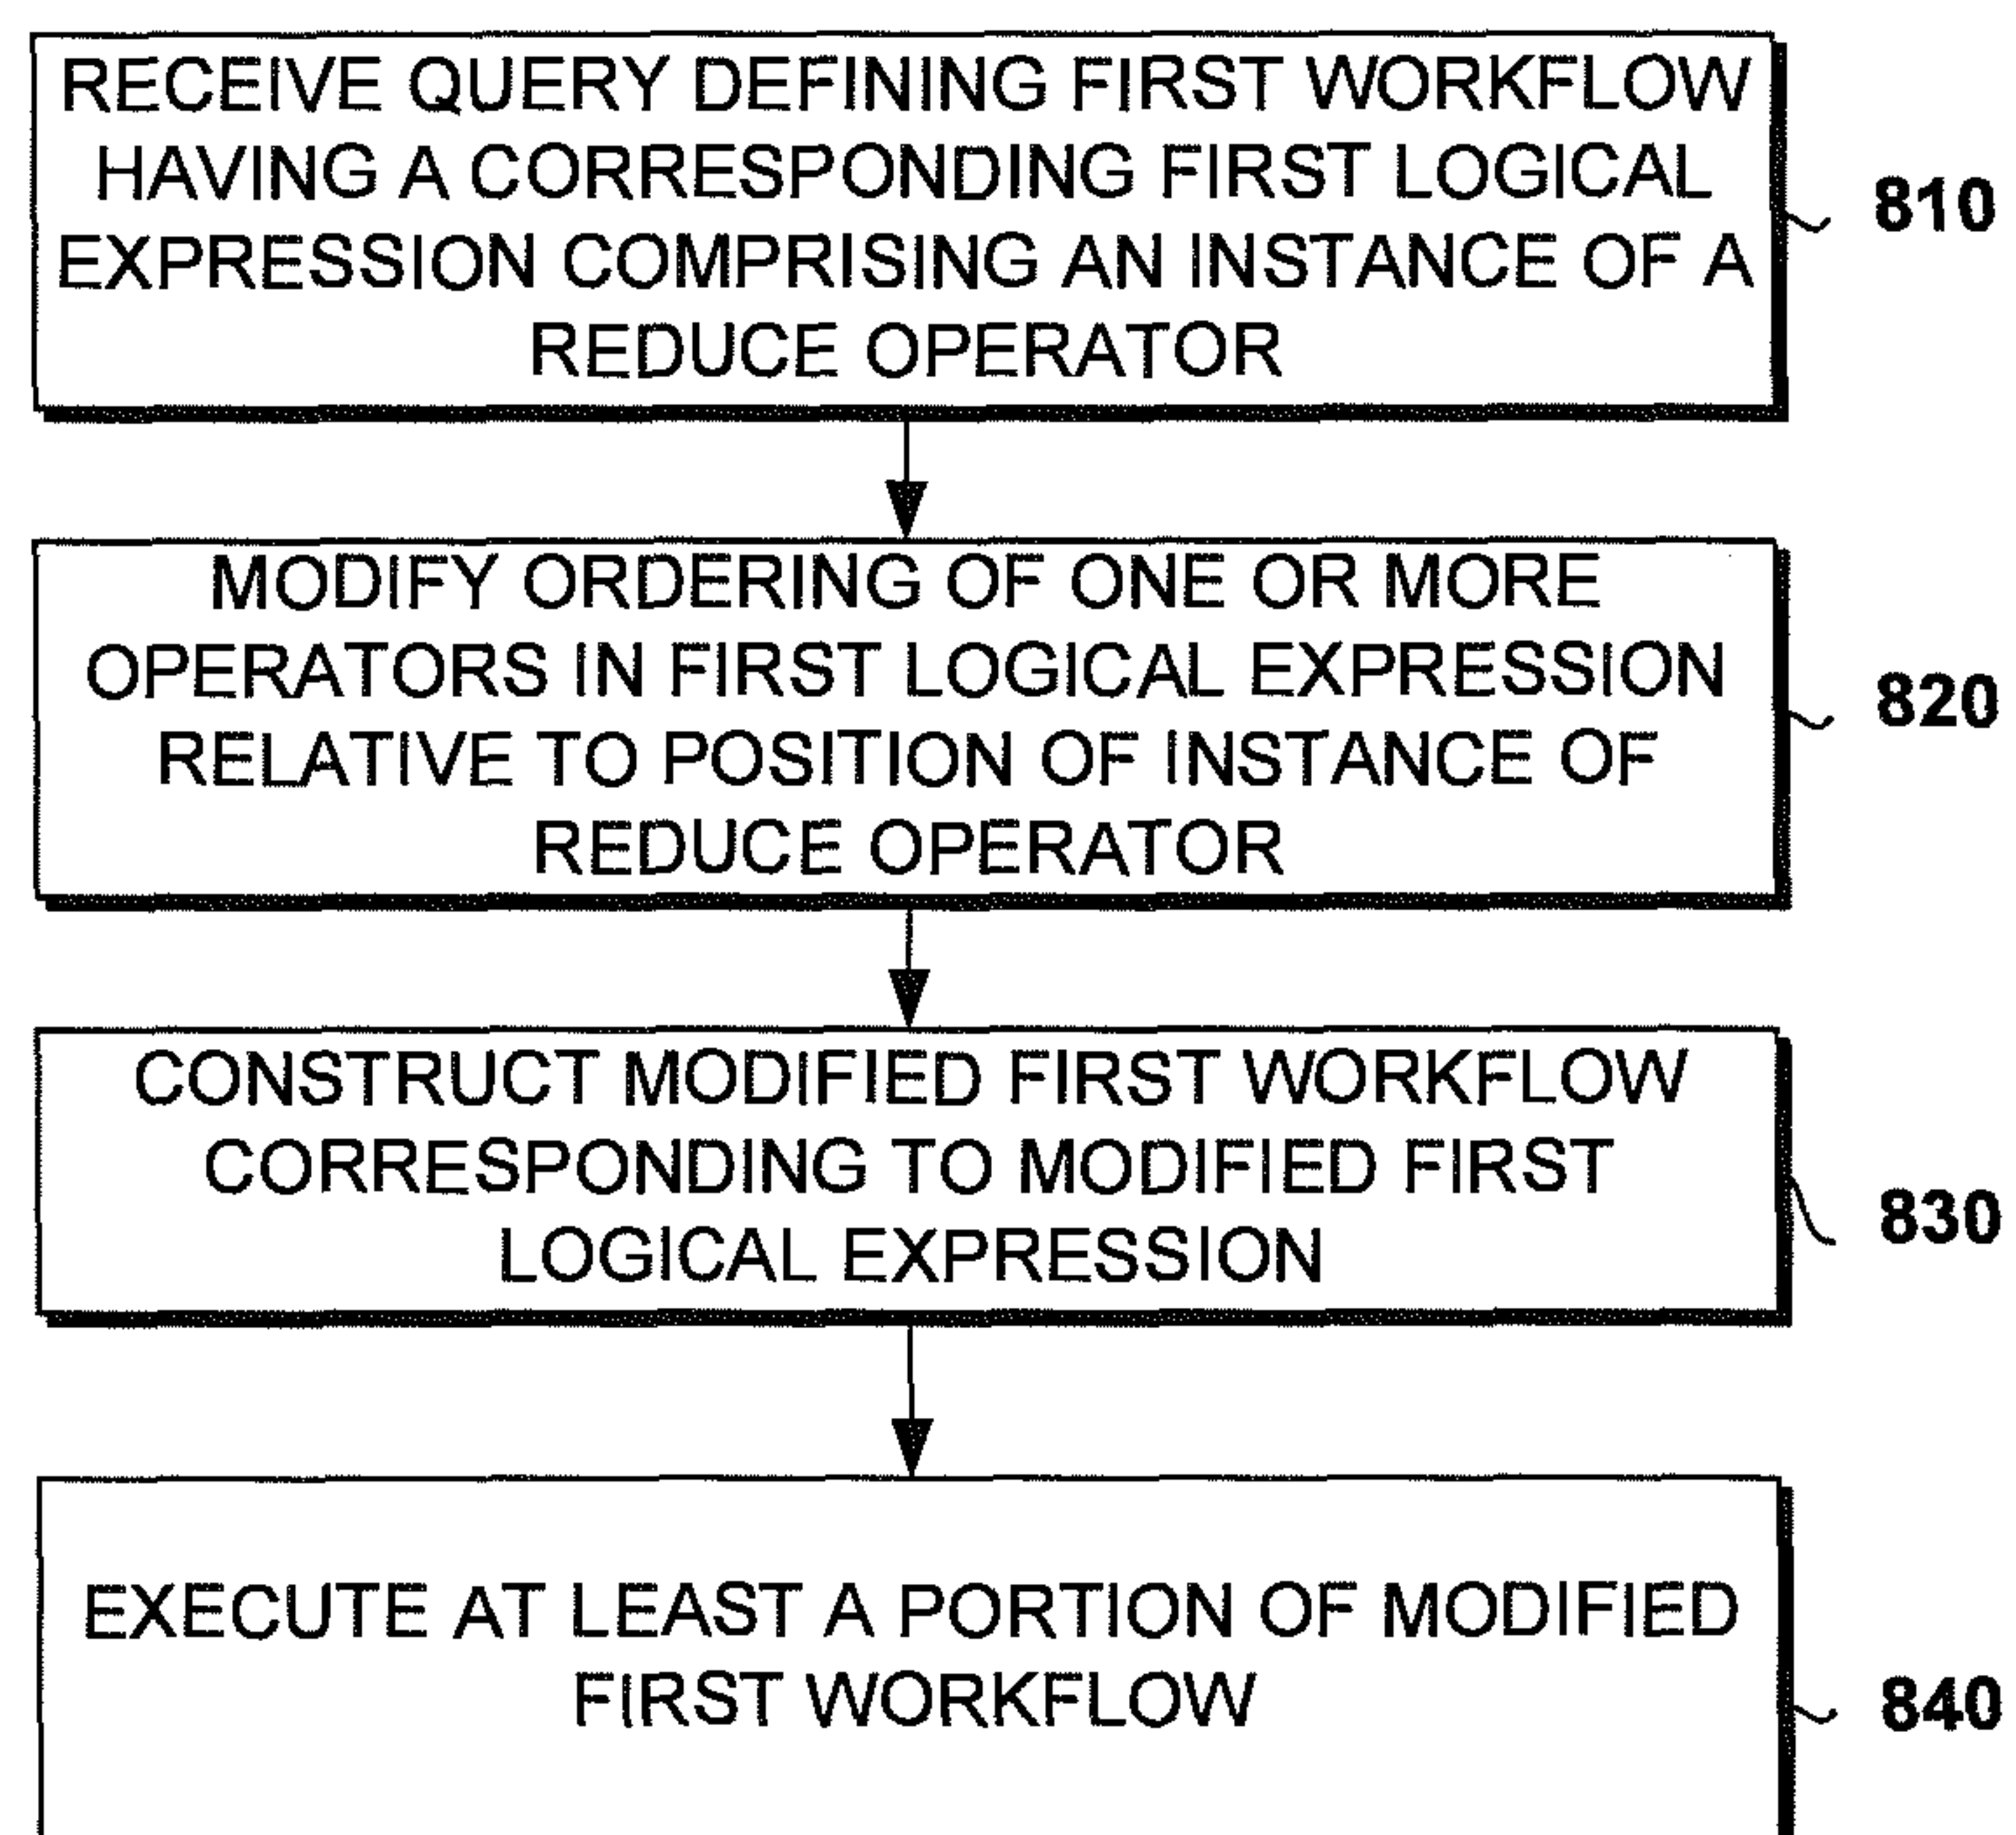 RECEIVE QUERY DEFINING FIRST WORKFLOW
HAVING A CORRESPONDING FIRST LOGICAL
EXPRESSION COMPRISING AN INSTANCE OF A
REDUCE OPERATOR
810
MODIFY ORDERING OF ONE OR MORE
OPERATORS IN FIRST LOGICAL EXPRESSION
RELATIVE TO POSITION OF INSTANCE OF
REDUCE OPERATOR
820
CONSTRUCT MODIFIED FIRST WORKFLOW
CORRESPONDING TO MODIFIED FIRST
LOGICAL EXPRESSION
830
EXECUTE AT LEAST A PORTION OF MODIFIED
FIRST WORKFLOW
840